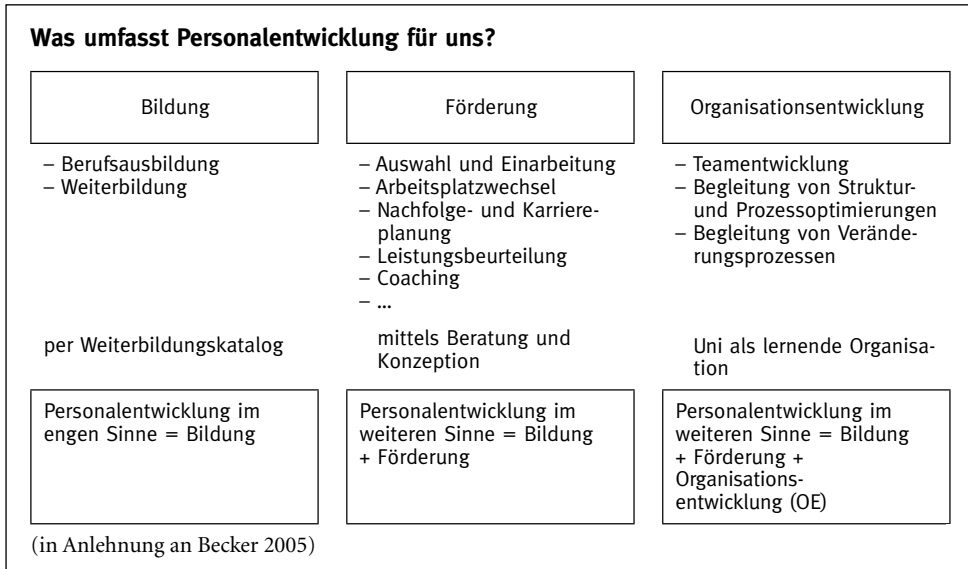 Was umfasst Personalentwicklung für uns?
Bildung
– Berufsausbildung
– Weiterbildung
per Weiterbildungskatalog
Personalentwicklung im
engen Sinne = Bildung
Förderung
– Auswahl und Einarbeitung
– Arbeitsplatzwechsel
– Nachfolge- und Karriere-
planung
– Leistungsbeurteilung
– Coaching
– ...
mittels Beratung und
Konzeption
Personalentwicklung im
weiteren Sinne = Bildung
+ Förderung
Organisationsentwicklung
– Teamentwicklung
– Begleitung von Struktur-
und Prozessoptimierungen
– Begleitung von Verände-
rungsprozessen
Uni als lernende Organisa-
tion
Personalentwicklung im
weiteren Sinne = Bildung
+ Förderung +
Organisations-
entwicklung (OE)
(in Anlehnung an Becker 2005)